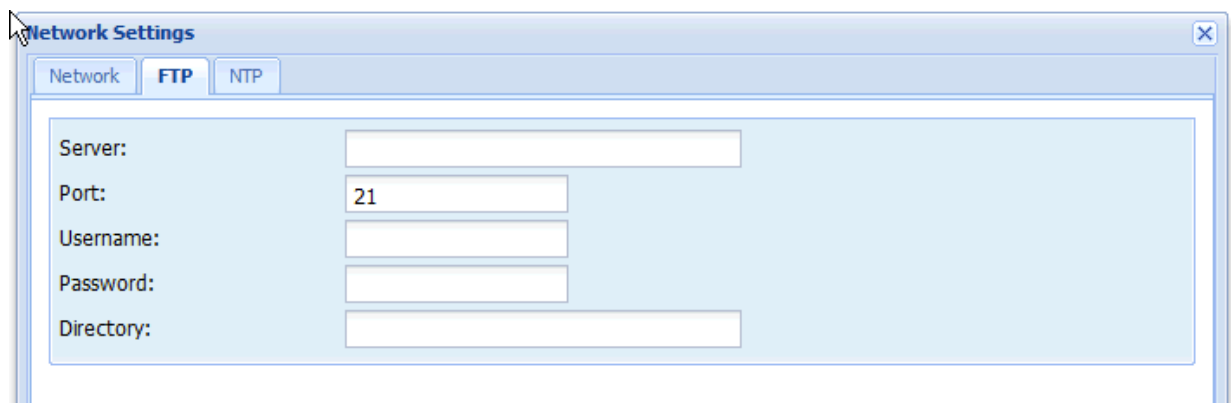 Network Settings
Network FTP NTP
Server:
Port: 21
Username:
Password:
Directory: